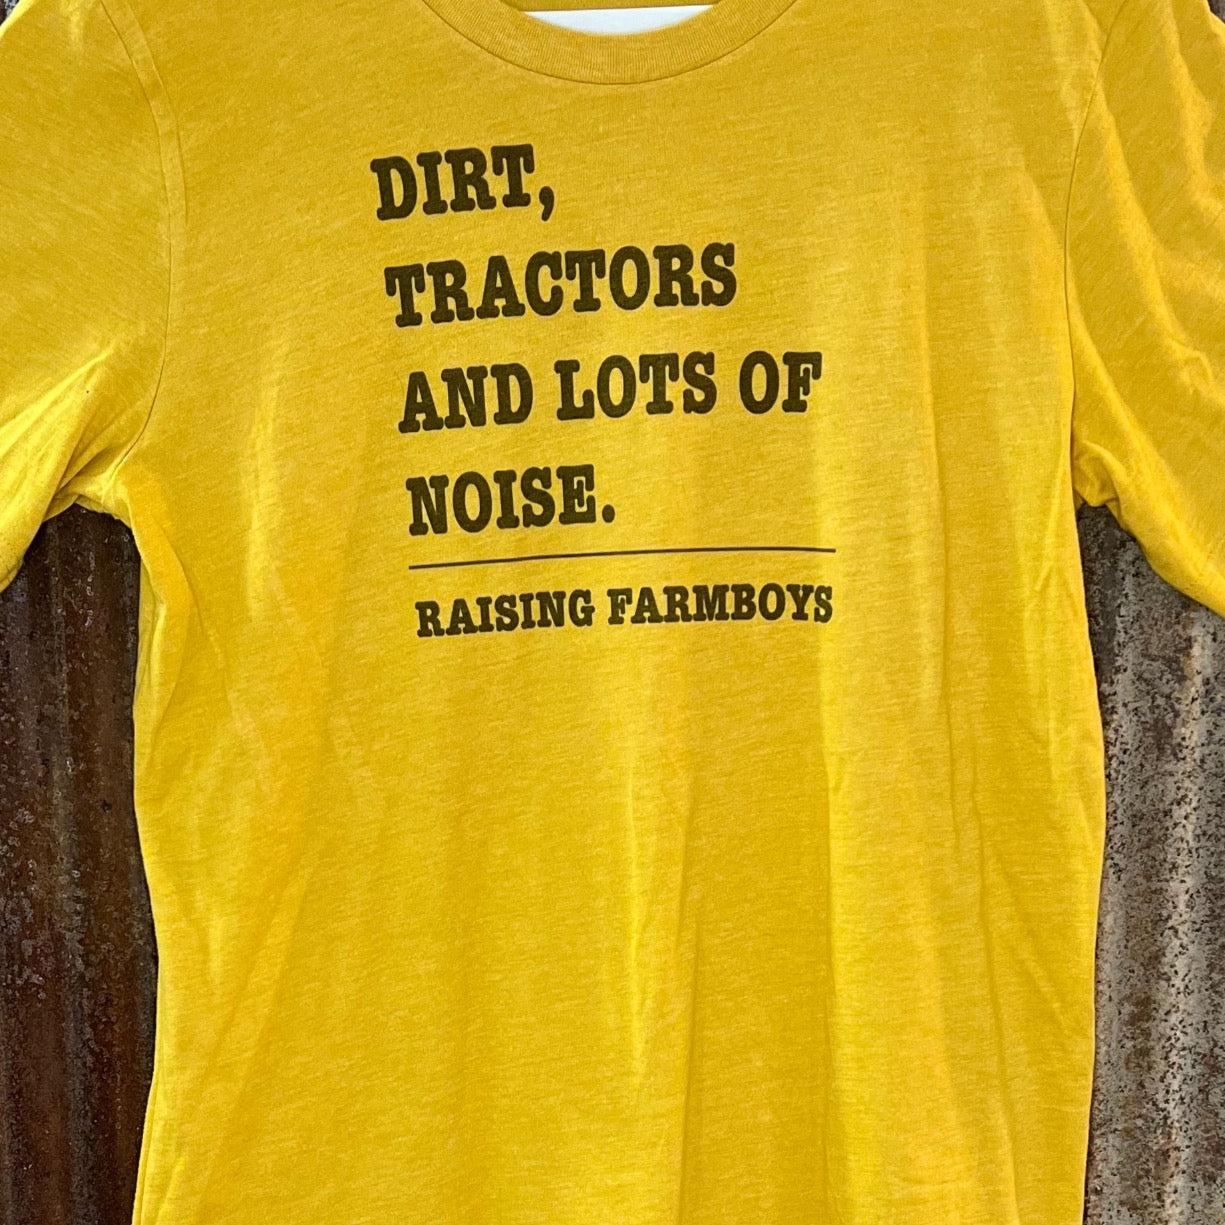 DIRT,
TRACTORS
AND LOTS OF
NOISE.
RAISING FARMBOYS